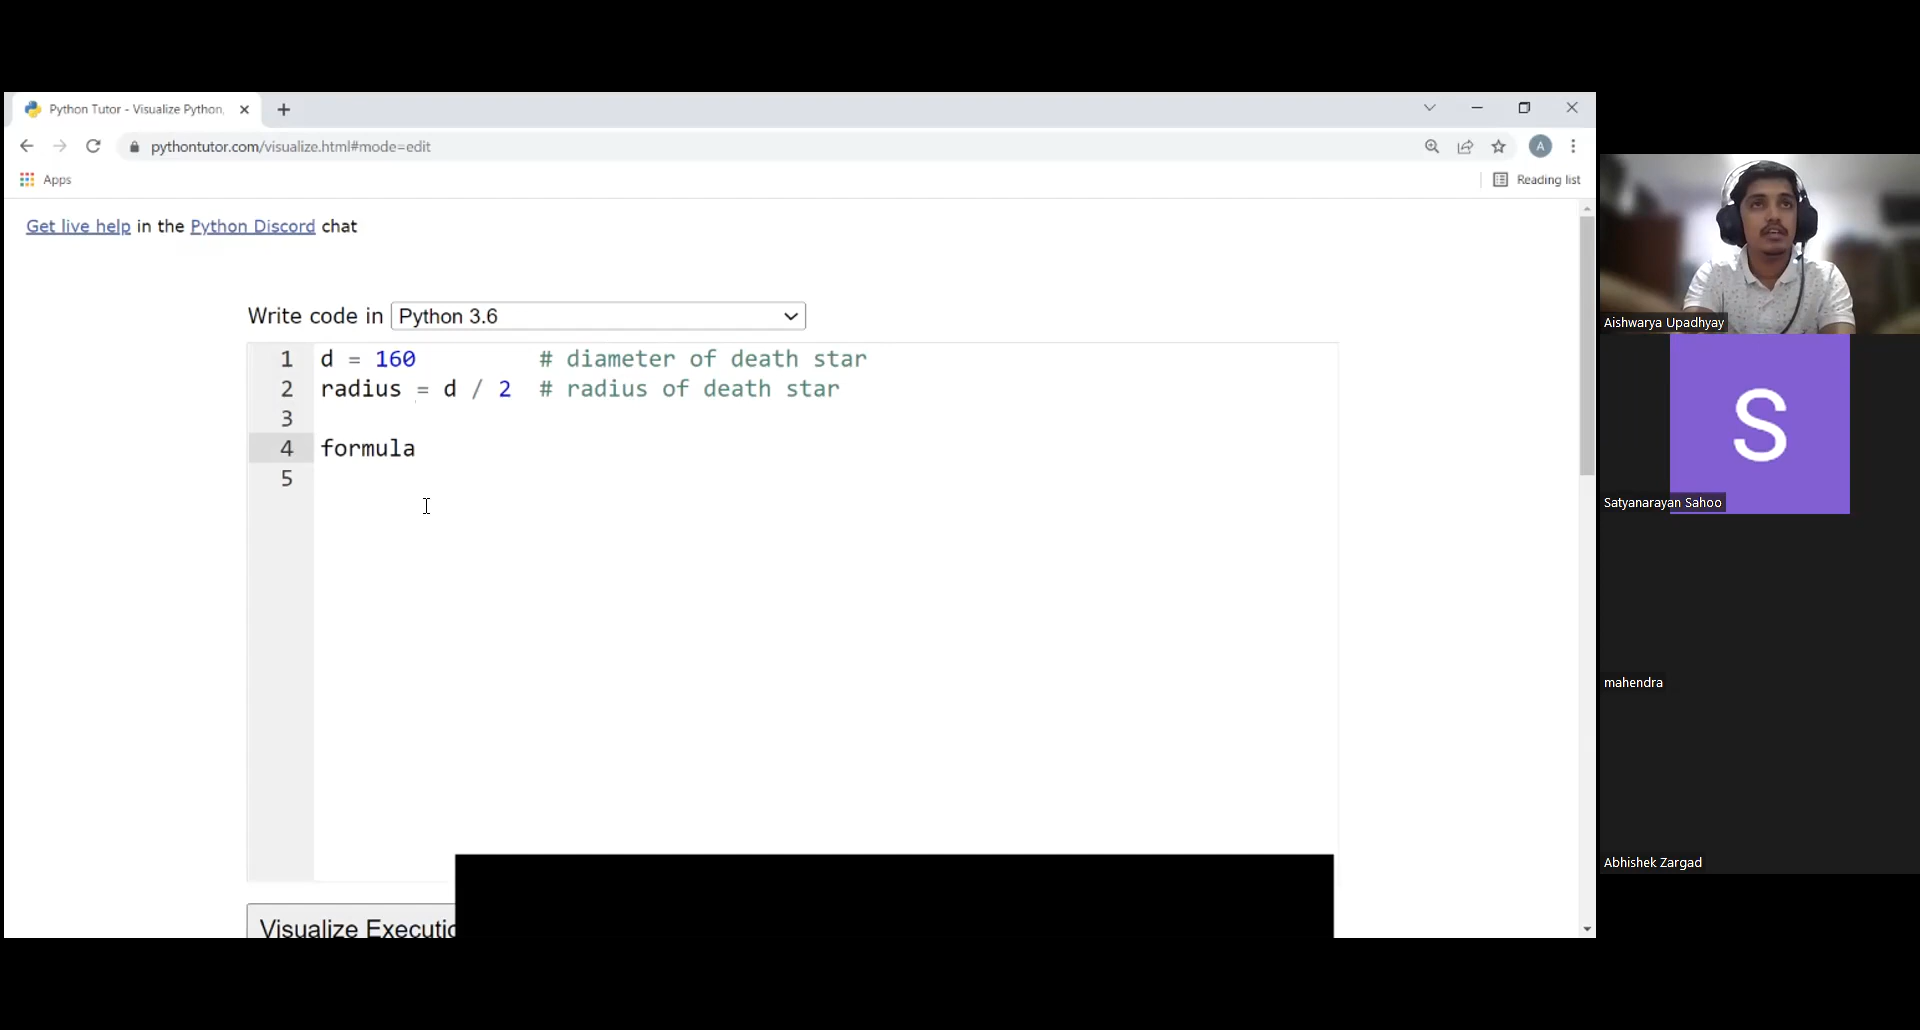 Python Tutor - Visualize Python,
pythontutor.com/visualize.html#mode=edit
A
Apps
Reading list
Get live help in the Python Discord chat
Write code in Python 3.6
1 d = 160 # diameter of death star
2 radius = d / 2 # radius of death star
3
4 formula
5
Visualize Executio
Aishwarya Upadhyay
S
Satyanarayan Sahoo
mahendra
Abhishek Zargad